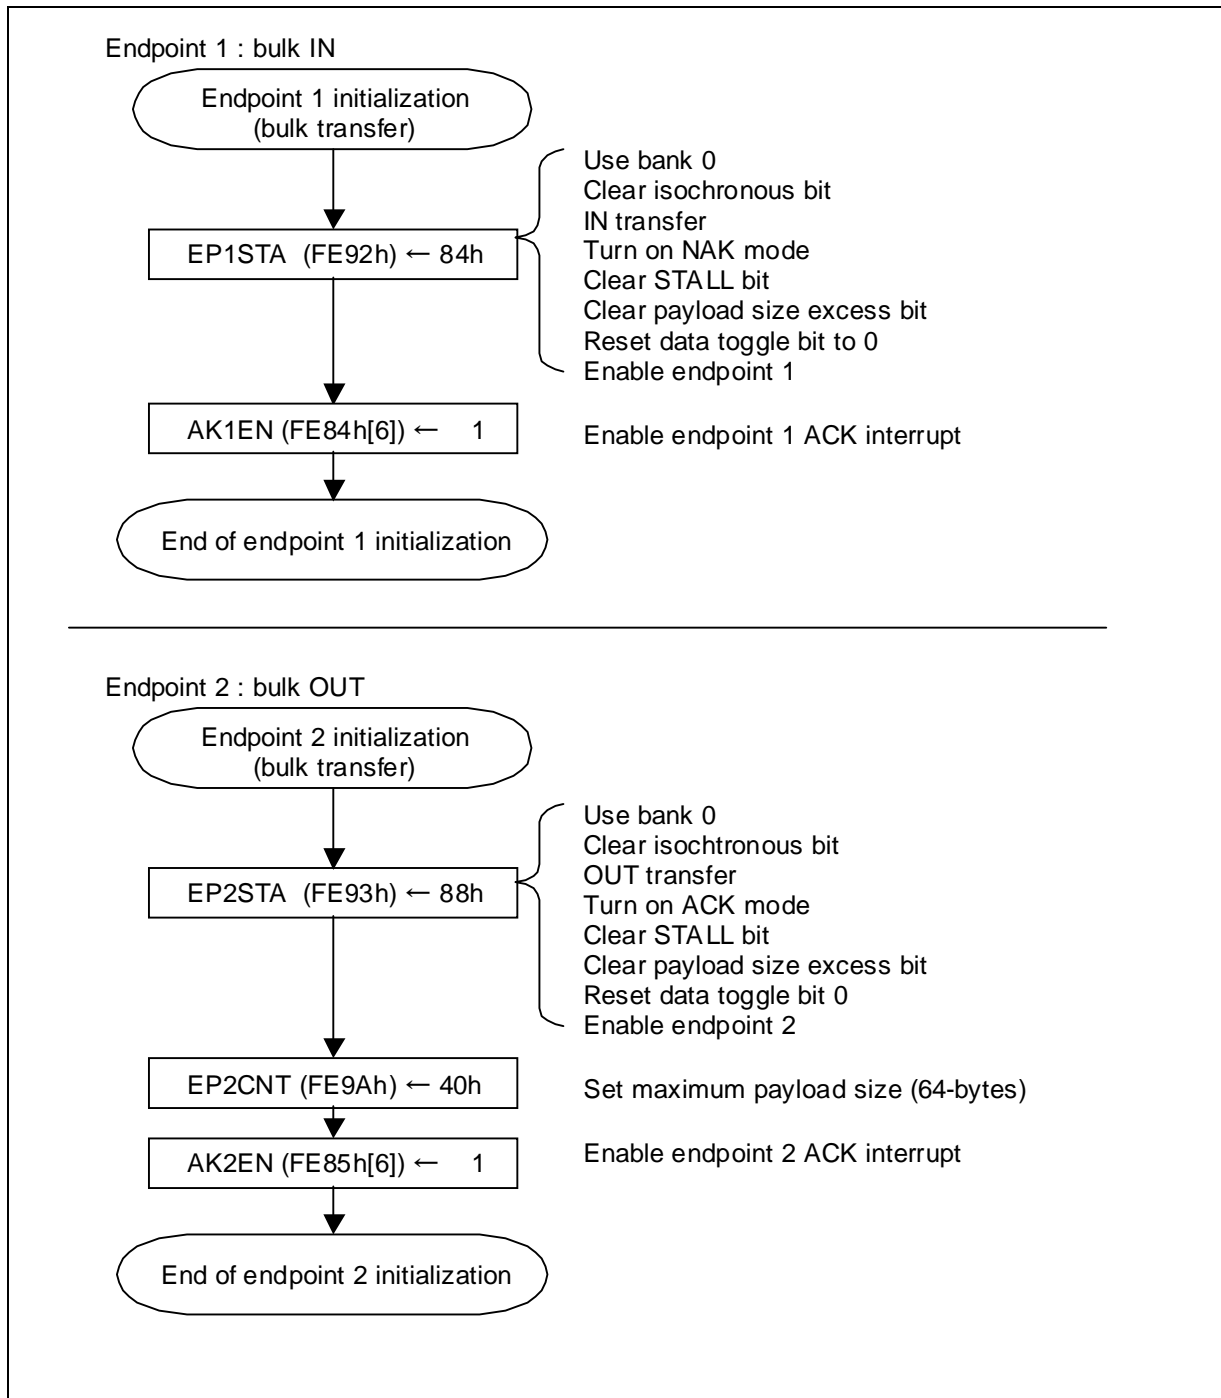 Endpoint 1 : bulk IN
Endpoint 1 initialization
(bulk transfer)
Use bank 0
Clear isochronous bit
IN transfer
EP1STA (FE92h) ← 84h
Turn on NAK mode
Clear STALL bit
Clear payload size excess bit
Reset data toggle bit to 0
Enable endpoint 1
AK1EN (FE84h[6]) ← 1
Enable endpoint 1 ACK interrupt
End of endpoint 1 initialization
Endpoint 2 : bulk OUT
Endpoint 2 initialization
(bulk transfer)
Use bank 0
Clear isochtronous bit
OUT transfer
EP2STA (FE93h) ← 88h
Turn on ACK mode
Clear STALL bit
Clear payload size excess bit
Reset data toggle bit 0
Enable endpoint 2
EP2CNT (FE9Ah) ← 40h
Set maximum payload size (64-bytes)
AK2EN (FE85h[6]) ← 1
Enable endpoint 2 ACK interrupt
End of endpoint 2 initialization